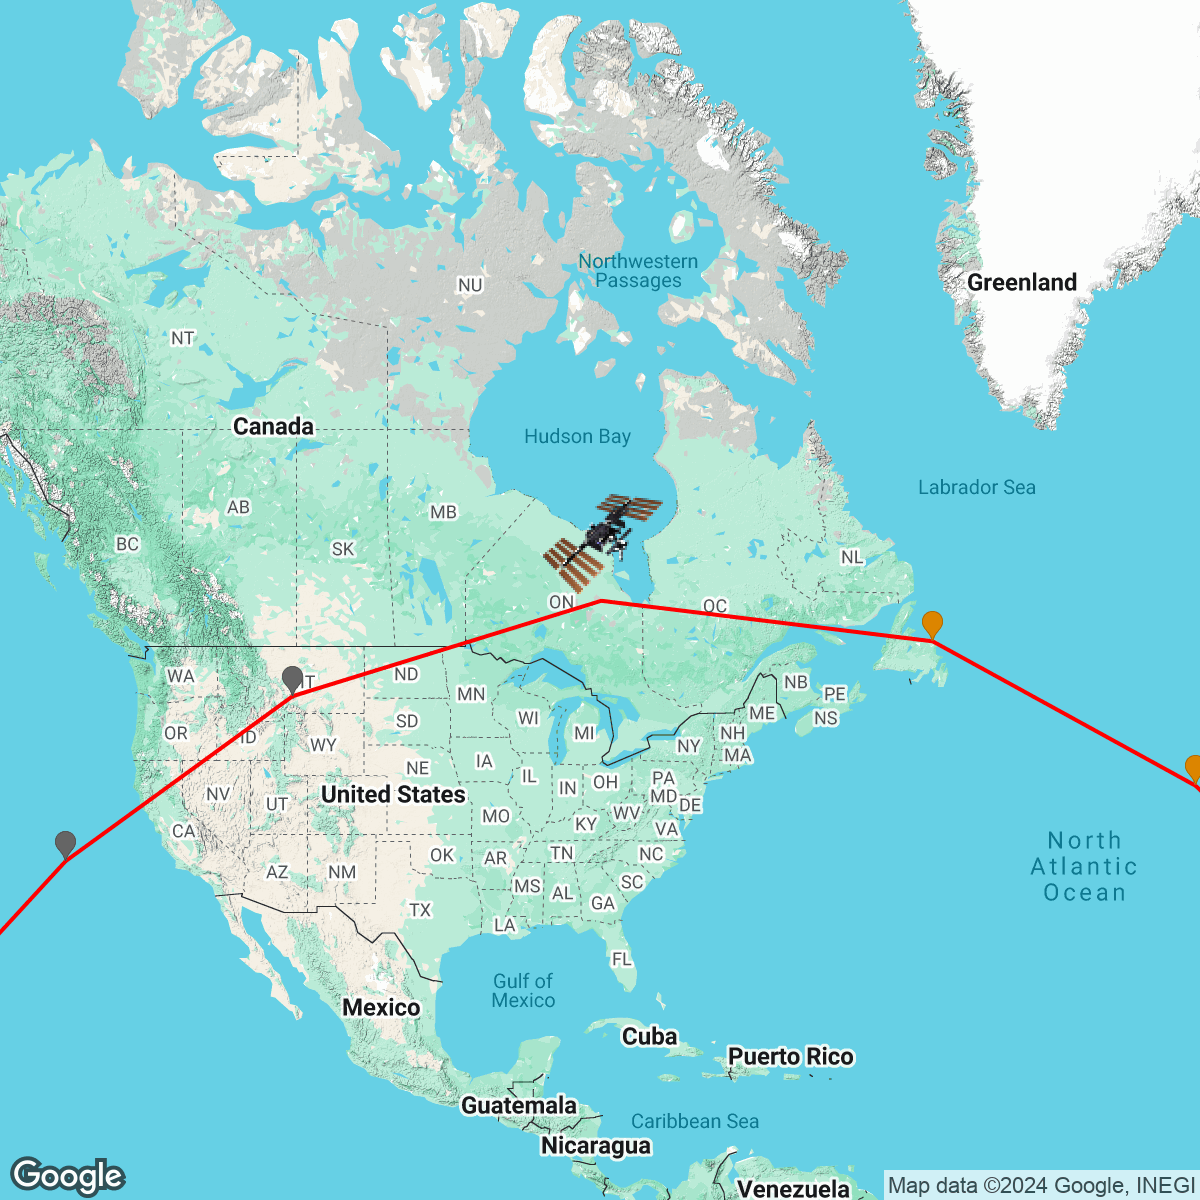 Northwestern
Passages
NU
Greenland
NT
Canada
Hudson Bay
Labrador Sea
AB
MB
BC
SK
NL
ON
QC
WA
MT
ND
NB
MN
PE
SD
WI
ME
NS
OR
ID
WY
MI
NH
NY
MA
NE
IA
IL
IN
OH
PA
NV
UT
United States
MD
DE
MO
KY
WV
CA
VA
North
Atlantic
Ocean
AZ
NM
OK
AR
TN
NC
MS
AL
SC
TX
GA
LA
FL
Gulf of
Mexico
Mexico
Cuba
Puerto Rico
Guatemala
Caribbean Sea
Nicaragua
Google
Map data ©2024 Google, INEGI
Venezuela